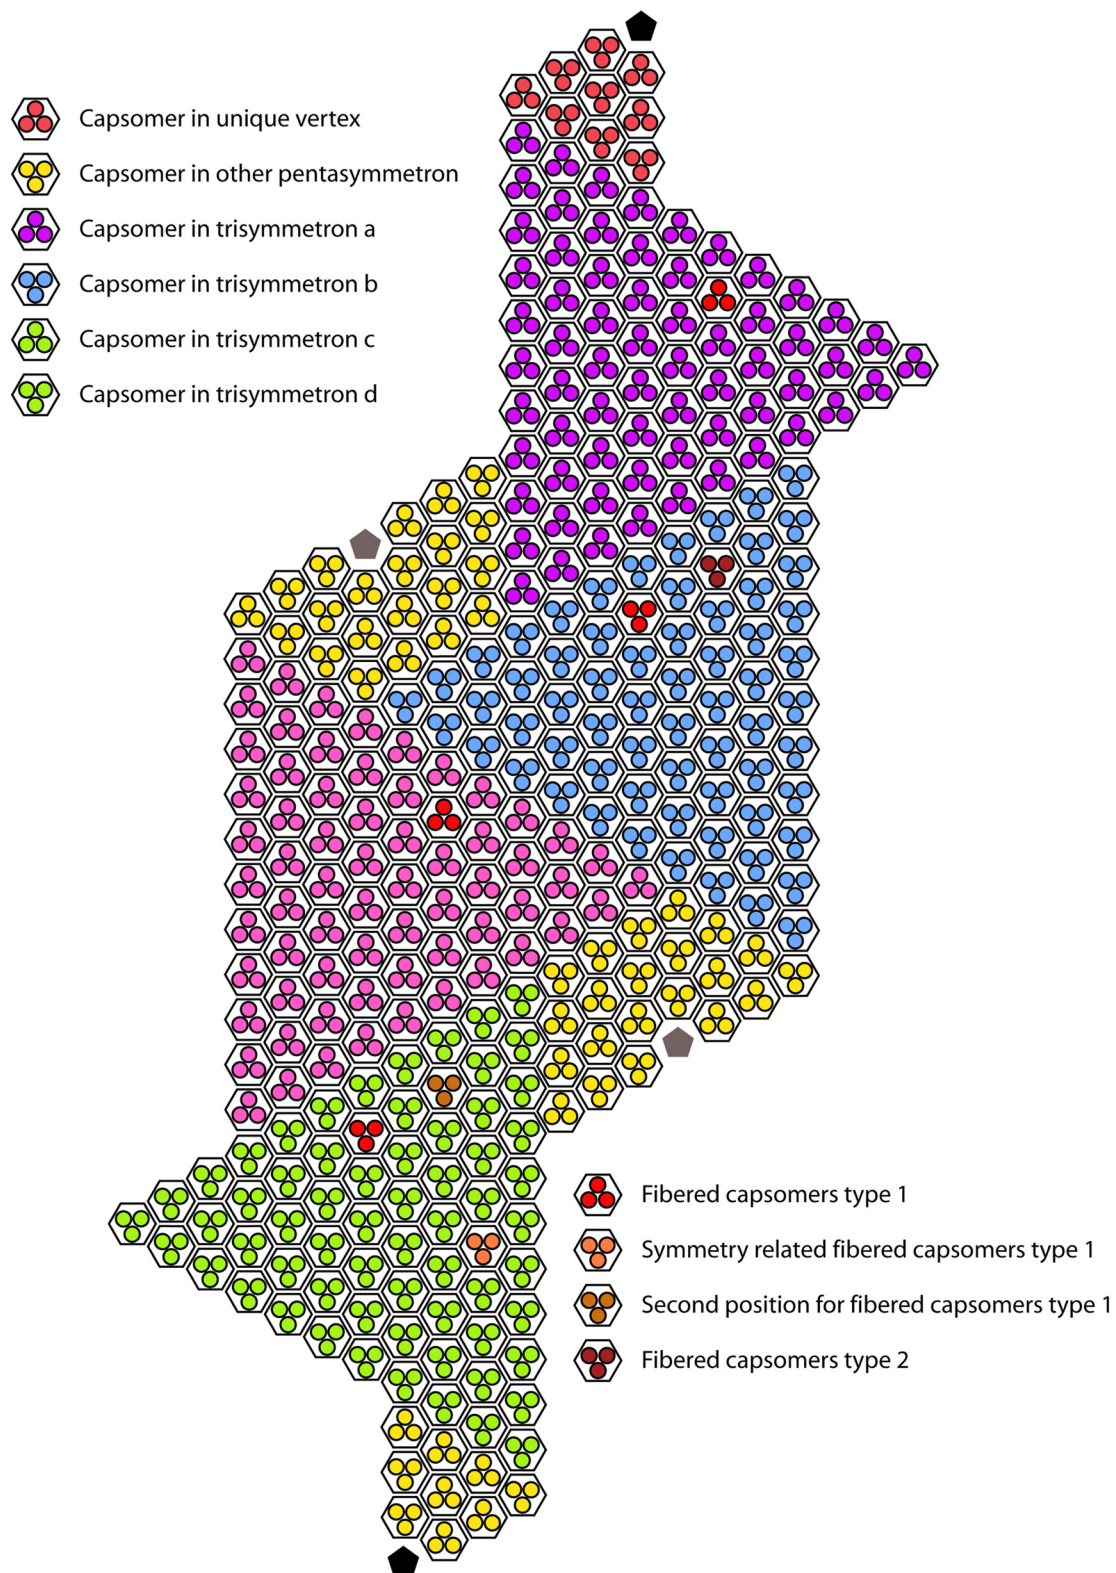 Capsomer in unique vertex
Capsomer in other pentasymmetron
Capsomer in trisymmetron a
Capsomer in trisymmetron b
Capsomer in trisymmetron c
Capsomer in trisymmetron d
Fibered capsomers type 1
Symmetry related fibered capsomers type 1
Second position for fibered capsomers type 1
Fibered capsomers type 2